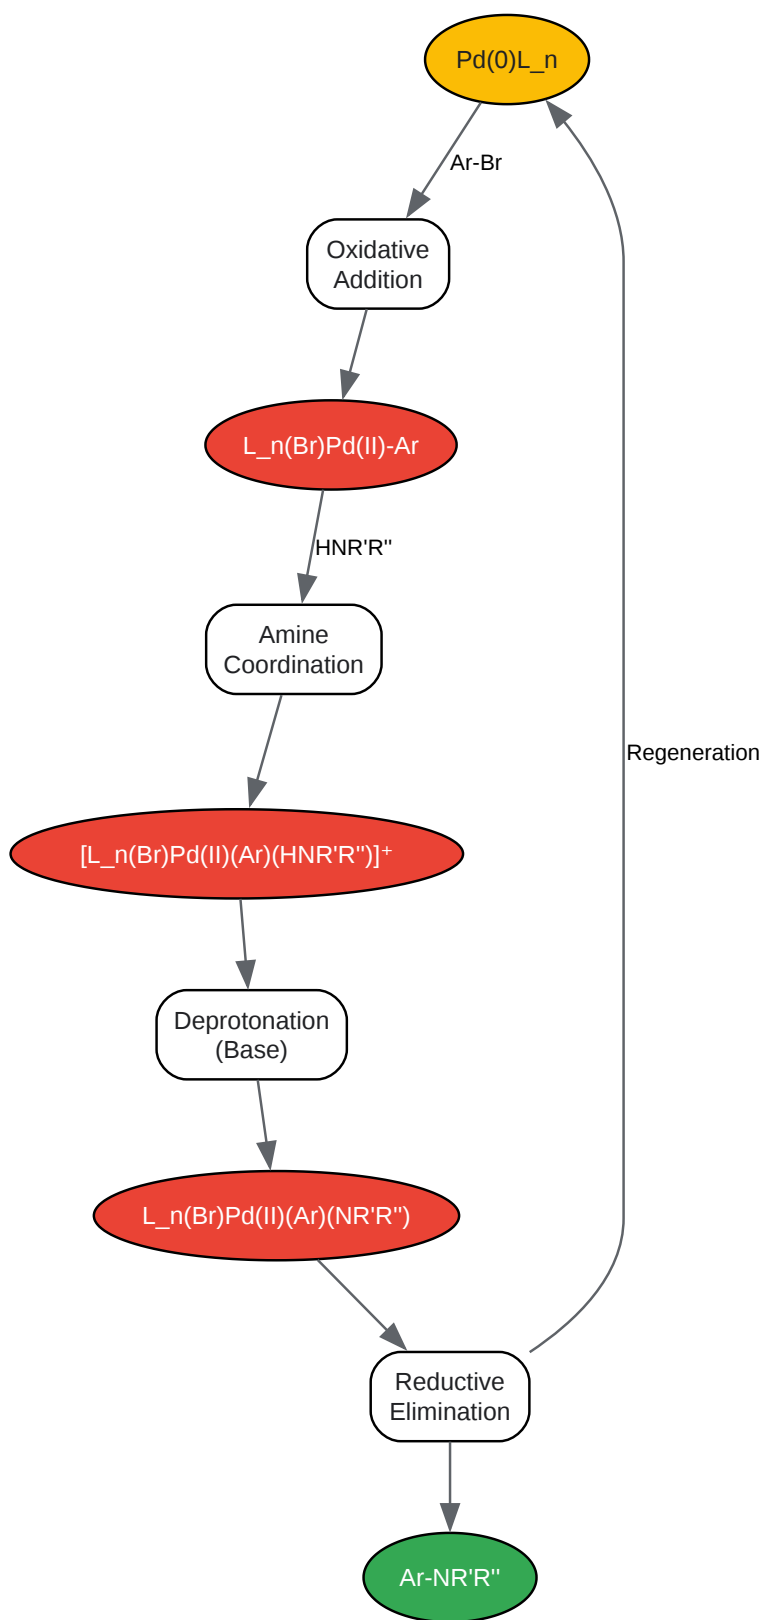 Pd(0)L_n
Ar-Br
Oxidative
Addition
L_n(Br)Pd(II)-Ar
HNR'R''
Amine
Coordination
Regeneration
[L_n(Br)Pd(II)(Ar)(HNR'R'')]⁺
Deprotonation
(Base)
L_n(Br)Pd(II)(Ar)(NR'R'')
Reductive
Elimination
Ar-NR'R''